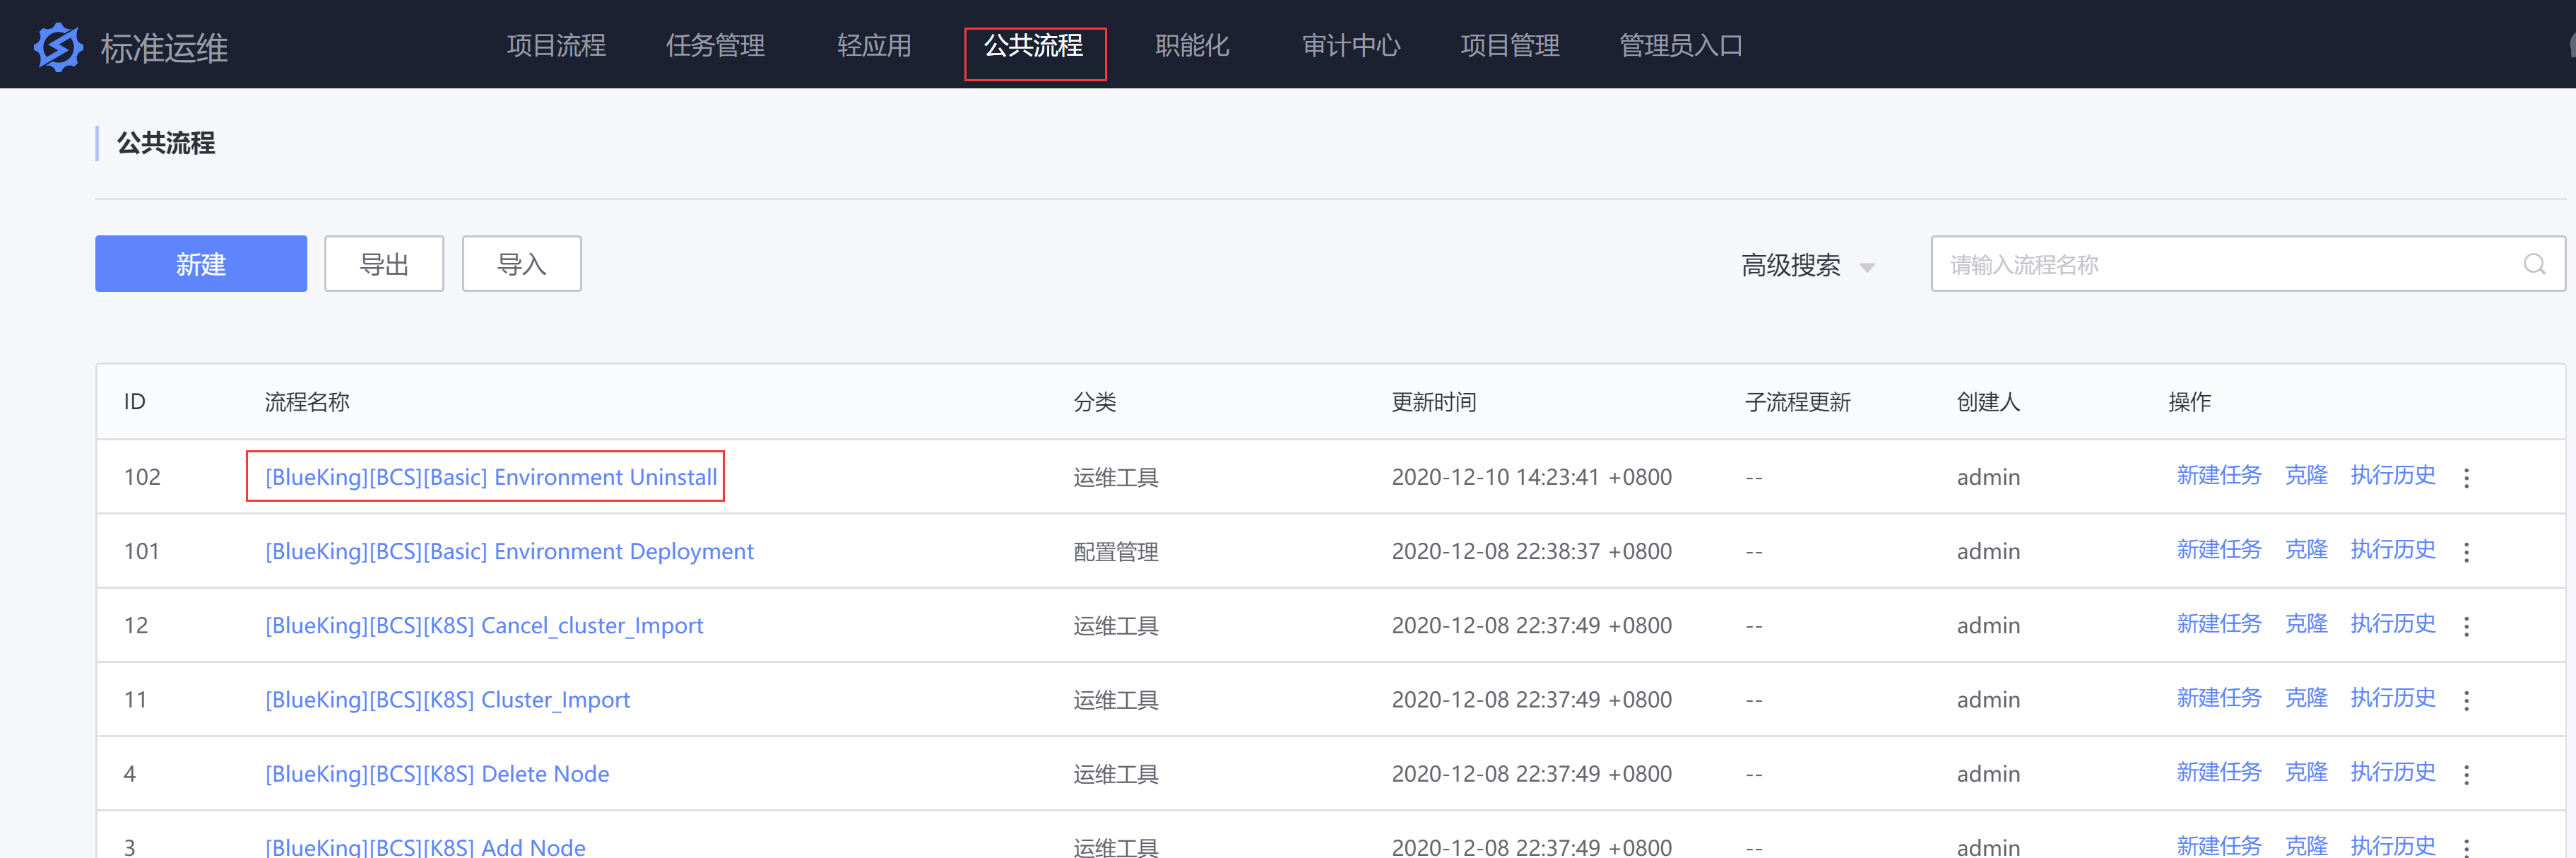 标准运维 项目流程 任务管理 轻应用 公共流程 职能化 审计中心 项目管理 管理员入口
公共流程
新建 导出 导入 高级搜索 请输入流程名称
ID 流程名称 分类 更新时间 子流程更新 创建人 操作
102 [BlueKing][BCS][Basic] Environment Uninstall 运维工具 2020-12-10 14:23:41 +0800 -- admin 新建任务 克隆 执行历史
101 [BlueKing][BCS][Basic] Environment Deployment 配置管理 2020-12-08 22:38:37 +0800 -- admin 新建任务 克隆 执行历史
12 [BlueKing][BCS][K8S] Cancel_cluster_Import 运维工具 2020-12-08 22:37:49 +0800 -- admin 新建任务 克隆 执行历史
11 [BlueKing][BCS][K8S] Cluster_Import 运维工具 2020-12-08 22:37:49 +0800 -- admin 新建任务 克隆 执行历史
4 [BlueKing][BCS][K8S] Delete Node 运维工具 2020-12-08 22:37:49 +0800 -- admin 新建任务 克隆 执行历史
3 [BlueKing][BCS][K8S] Add Node 运维工具 2020-12-08 22:37:49 +0800 -- admin 新建任务 克隆 执行历史